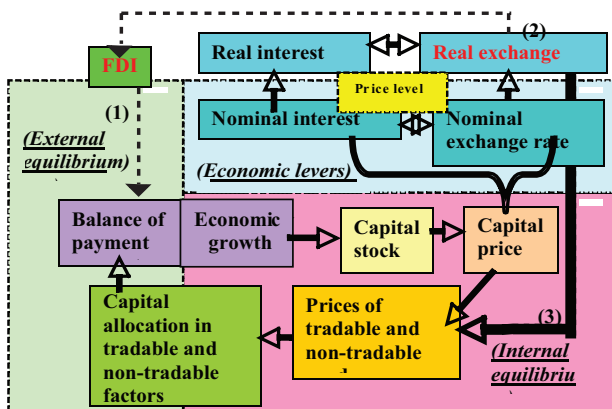 (2)
Real interest
Real exchange
FDI
Price level
(1)
Nominal interest
Nominal
exchange rate
(External
equilibrium)
(Economic levers)
Balance of
payment
Economic
growth
Capital
stock
Capital
price
Capital
allocation in
tradable and
non-tradable
factors
Prices of
tradable and
non-tradable
(3)
(Internal
equilibriu